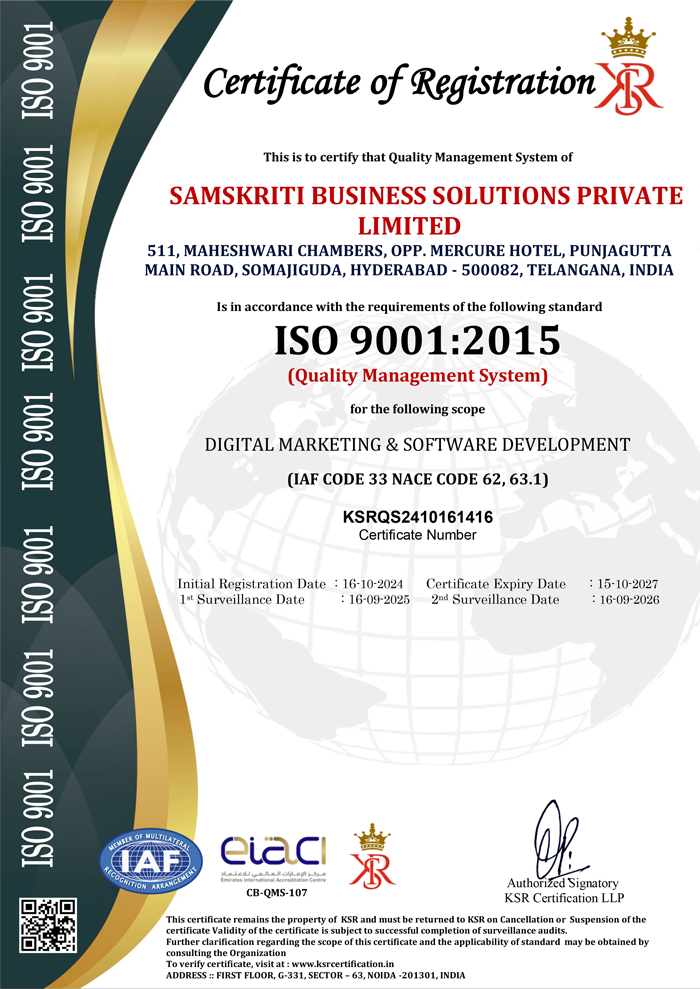 Certificate of Registration
KSR
This is to certify that Quality Management System of
SAMSKRITI BUSINESS SOLUTIONS PRIVATE
LIMITED
511, MAHESHWARI CHAMBERS, OPP. MERCURE HOTEL, PUNJAGUTTA
MAIN ROAD, SOMAJIGUDA, HYDERABAD - 500082, TELANGANA, INDIA
Is in accordance with the requirements of the following standard
ISO 9001:2015
(Quality Management System)
for the following scope
DIGITAL MARKETING & SOFTWARE DEVELOPMENT
(IAF CODE 33 NACE CODE 62, 63.1)
KSRQS2410161416
Certificate Number
Initial Registration Date : 16-10-2024 Certificate Expiry Date : 15-10-2027
1st Surveillance Date : 16-09-2025 2nd Surveillance Date : 16-09-2026
ISO 9001
ISO 9001
ISO 9001
ISO 9001
ISO 9001
ISO 9001
ISO 9001
MEMBER OF MULTILATERAL
IAF
RECOGNITION ARRANGEMENT
eiaci
مركز الإمارات العالمي للاعتماد
Emirates International Accreditation Centre
CB-QMS-107
KSR
Authorized Signatory
KSR Certification LLP
This certificate remains the property of KSR and must be returned to KSR on Cancellation or Suspension of the
certificate Validity of the certificate is subject to successful completion of surveillance audits.
Further clarification regarding the scope of this certificate and the applicability of standard may be obtained by
consulting the Organization
To verify certificate, visit at : www.ksrcertification.in
ADDRESS :: FIRST FLOOR, G-331, SECTOR – 63, NOIDA -201301, INDIA